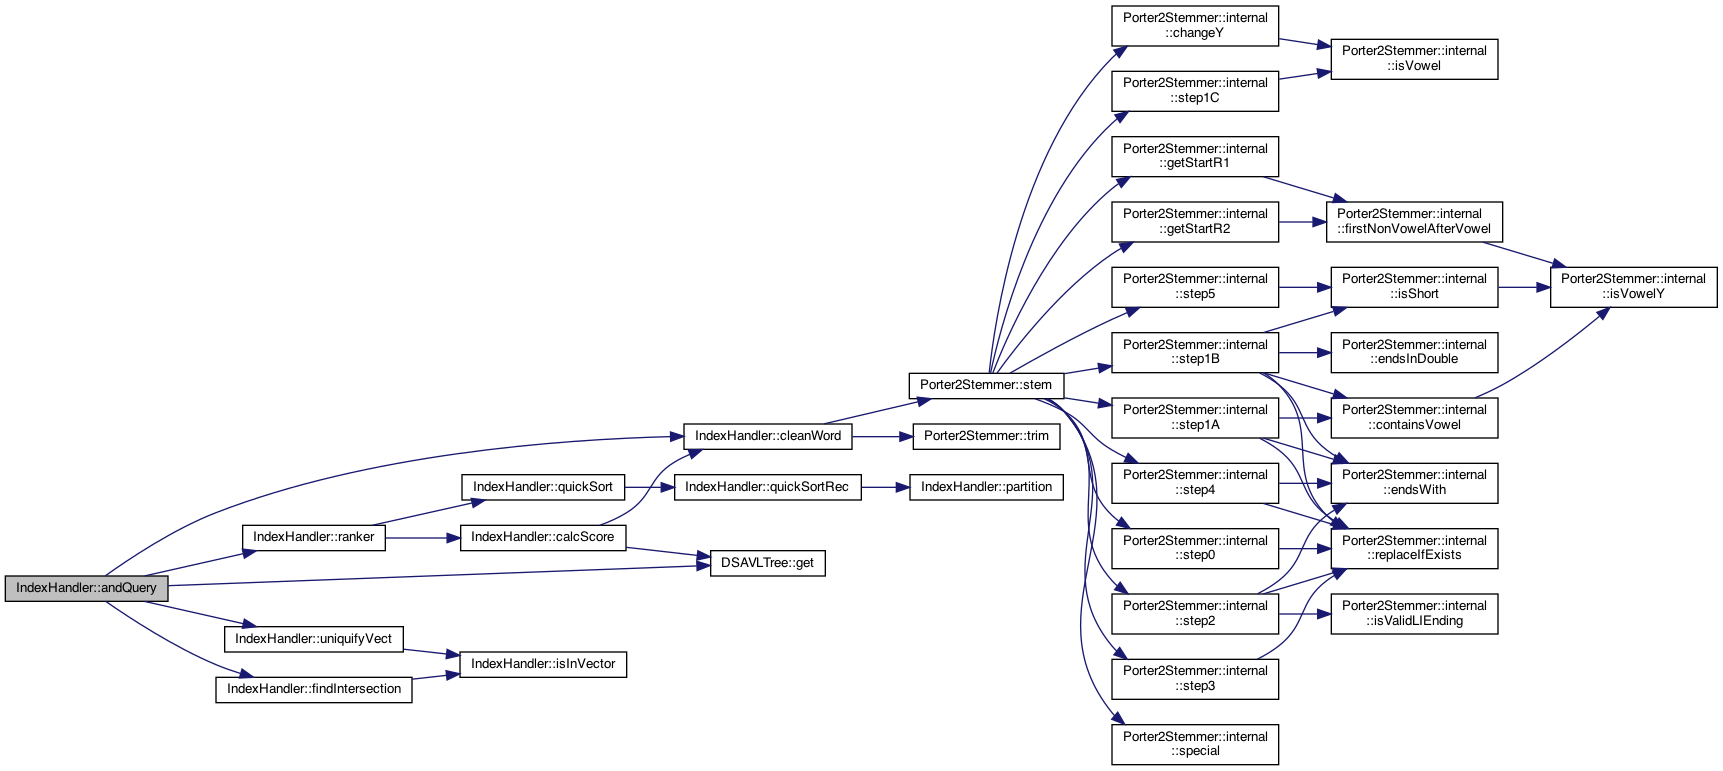 IndexHandler::andQuery
IndexHandler::ranker
IndexHandler::uniquifyVect
IndexHandler::findIntersection
IndexHandler::quickSort
IndexHandler::calcScore
IndexHandler::isInVector
IndexHandler::cleanWord
IndexHandler::quickSortRec
DSAVLTree::get
Porter2Stemmer::stem
Porter2Stemmer::trim
IndexHandler::partition
Porter2Stemmer::internal
::changeY
Porter2Stemmer::internal
::step1C
Porter2Stemmer::internal
::getStartR1
Porter2Stemmer::internal
::getStartR2
Porter2Stemmer::internal
::step5
Porter2Stemmer::internal
::step1B
Porter2Stemmer::internal
::step1A
Porter2Stemmer::internal
::step4
Porter2Stemmer::internal
::step0
Porter2Stemmer::internal
::step2
Porter2Stemmer::internal
::step3
Porter2Stemmer::internal
::special
Porter2Stemmer::internal
::isVowel
Porter2Stemmer::internal
::firstNonVowelAfterVowel
Porter2Stemmer::internal
::isShort
Porter2Stemmer::internal
::endsInDouble
Porter2Stemmer::internal
::containsVowel
Porter2Stemmer::internal
::endsWith
Porter2Stemmer::internal
::replaceIfExists
Porter2Stemmer::internal
::isValidLIEnding
Porter2Stemmer::internal
::isVowelY